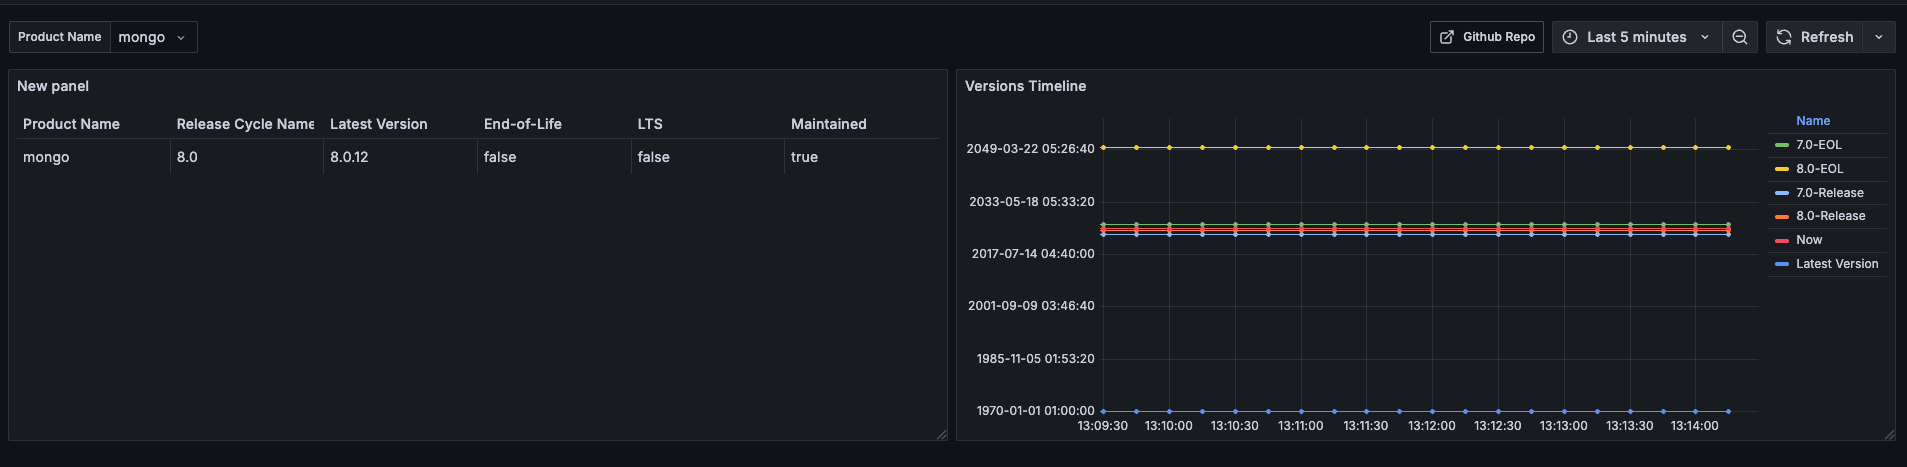 Product Name mongo Github Repo Last 5 minutes Refresh
New panel
Product Name Release Cycle Name Latest Version End-of-Life LTS Maintained
mongo 8.0 8.0.12 false false true
Versions Timeline
2049-03-22 05:26:40
2033-05-18 05:33:20
2017-07-14 04:40:00
2001-09-09 03:46:40
1985-11-05 01:53:20
1970-01-01 01:00:00
13:09:30 13:10:00 13:10:30 13:11:00 13:11:30 13:12:00 13:12:30 13:13:00 13:13:30 13:14:00
Name
7.0-EOL
8.0-EOL
7.0-Release
8.0-Release
Now
Latest Version